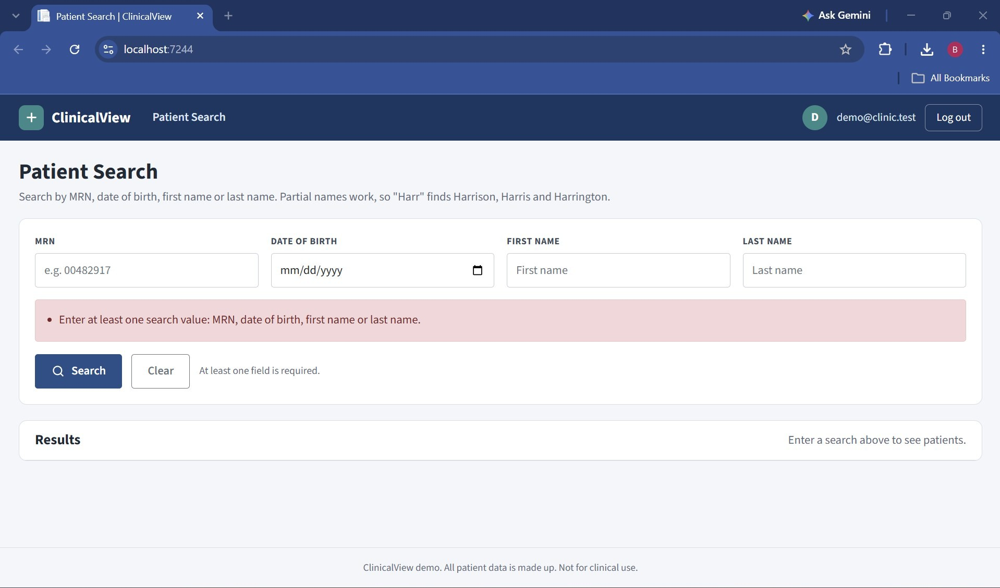 Patient Search | ClinicalView
Ask Gemini
localhost:7244
B
All Bookmarks
ClinicalView
Patient Search
D
demo@clinic.test
Log out
Patient Search
Search by MRN, date of birth, first name or last name. Partial names work, so "Harr" finds Harrison, Harris and Harrington.
MRN
DATE OF BIRTH
FIRST NAME
LAST NAME
e.g. 00482917
mm/dd/yyyy
First name
Last name
• Enter at least one search value: MRN, date of birth, first name or last name.
Search
Clear
At least one field is required.
Results
Enter a search above to see patients.
ClinicalView demo. All patient data is made up. Not for clinical use.